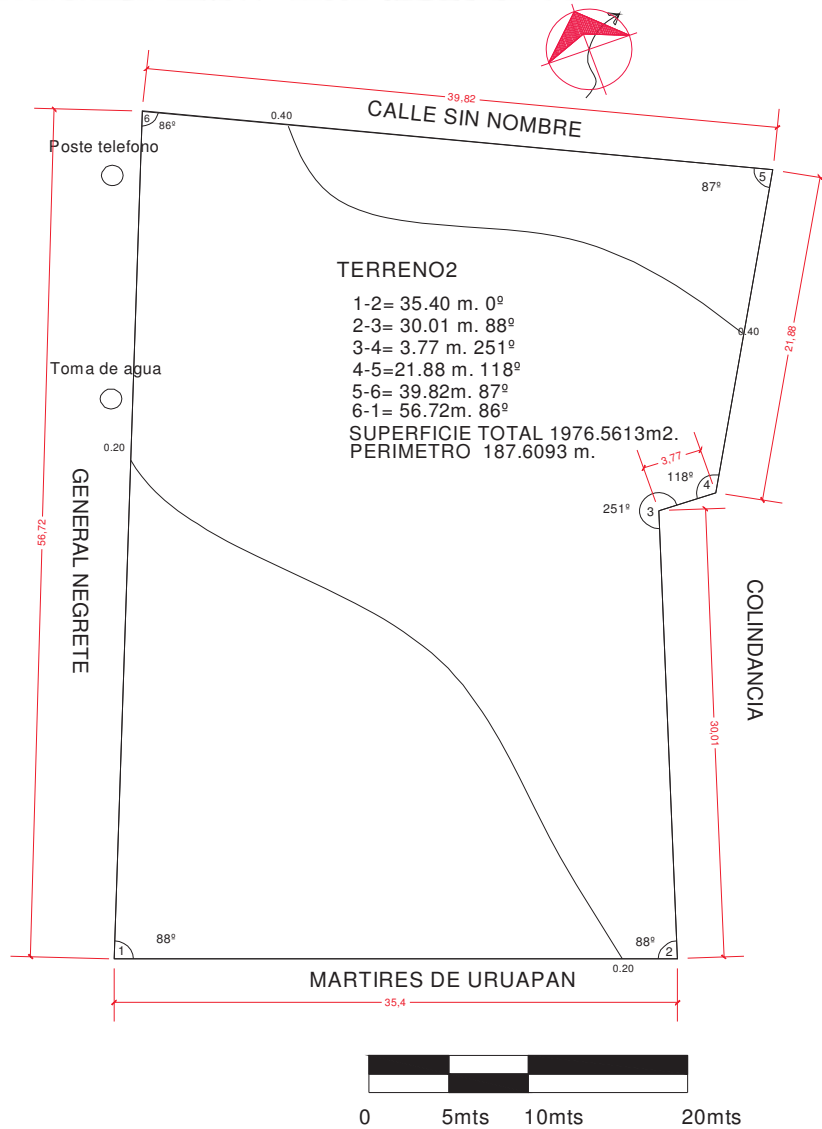 39,82
CALLE SIN NOMBRE
0.40
6
86º
Poste telefono
5
87º
TERRENO2
1-2= 35.40 m. 0º
2-3= 30.01 m. 88º
3-4= 3.77 m. 251º
4-5=21.88 m. 118º
5-6= 39.82m. 87º
6-1= 56.72m. 86º
SUPERFICIE TOTAL 1976.5613m2.
PERIMETRO 187.6093 m.
0.40
21,88
Toma de agua
0.20
3,77
118º
4
251º
3
GENERAL NEGRETE
56,72
COLINDANCIA
30,01
88º
1
88º
2
0.20
MARTIRES DE URUAPAN
35,4
0 5mts 10mts 20mts